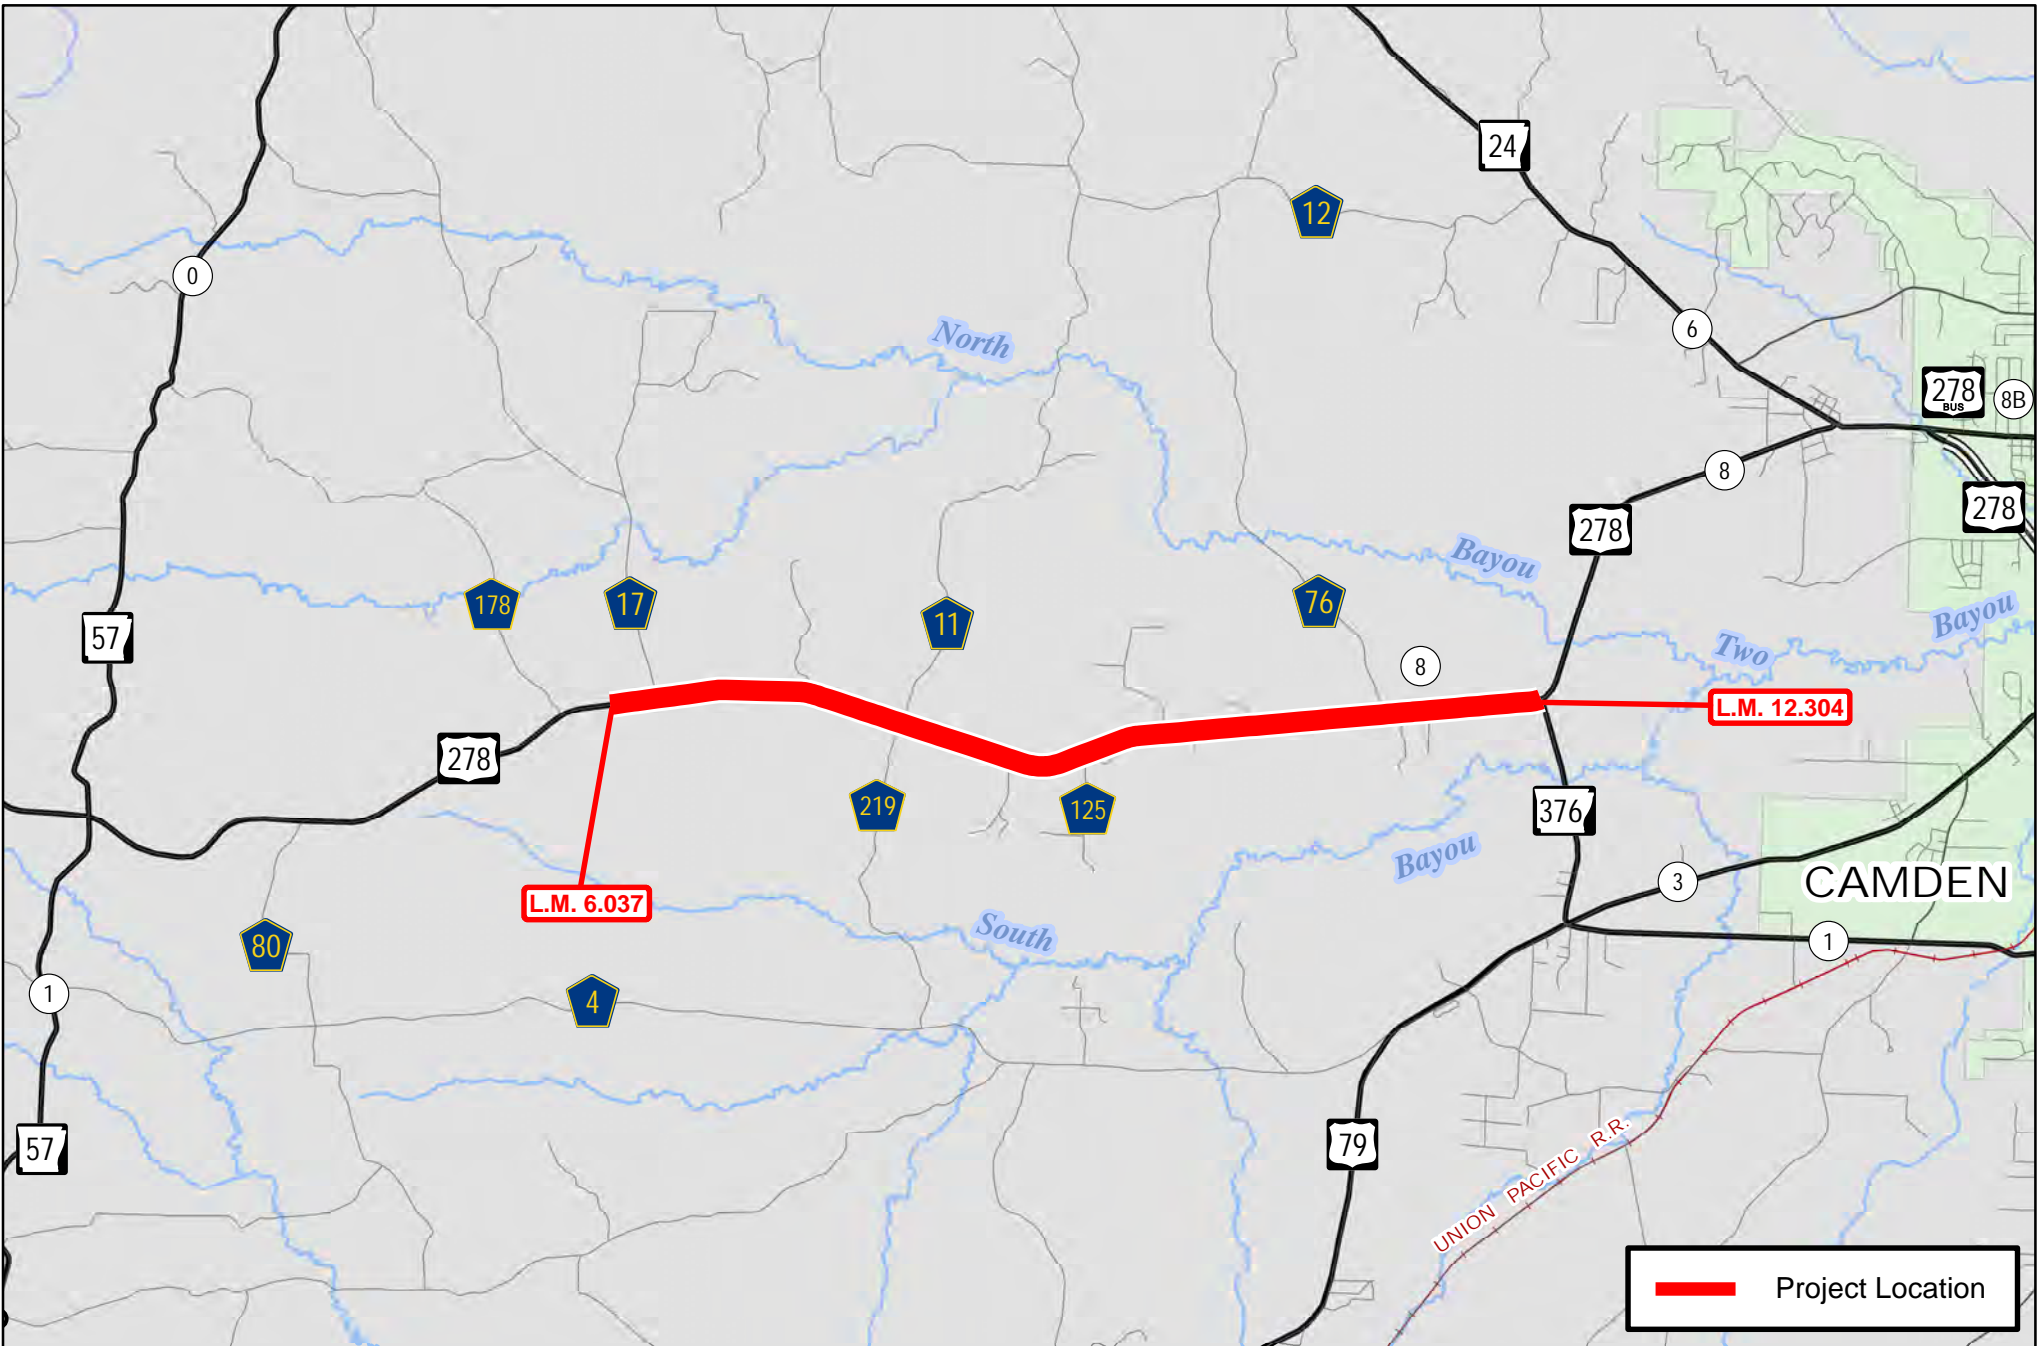 24
12
0
6
North
278
BUS
8B
8
278
278
Bayou
178
17
76
11
Bayou
57
Two
8
L.M. 12.304
278
219
125
376
Bayou
3
CAMDEN
L.M. 6.037
South
1
80
1
4
57
79
UNION PACIFIC R.R.
Project Location